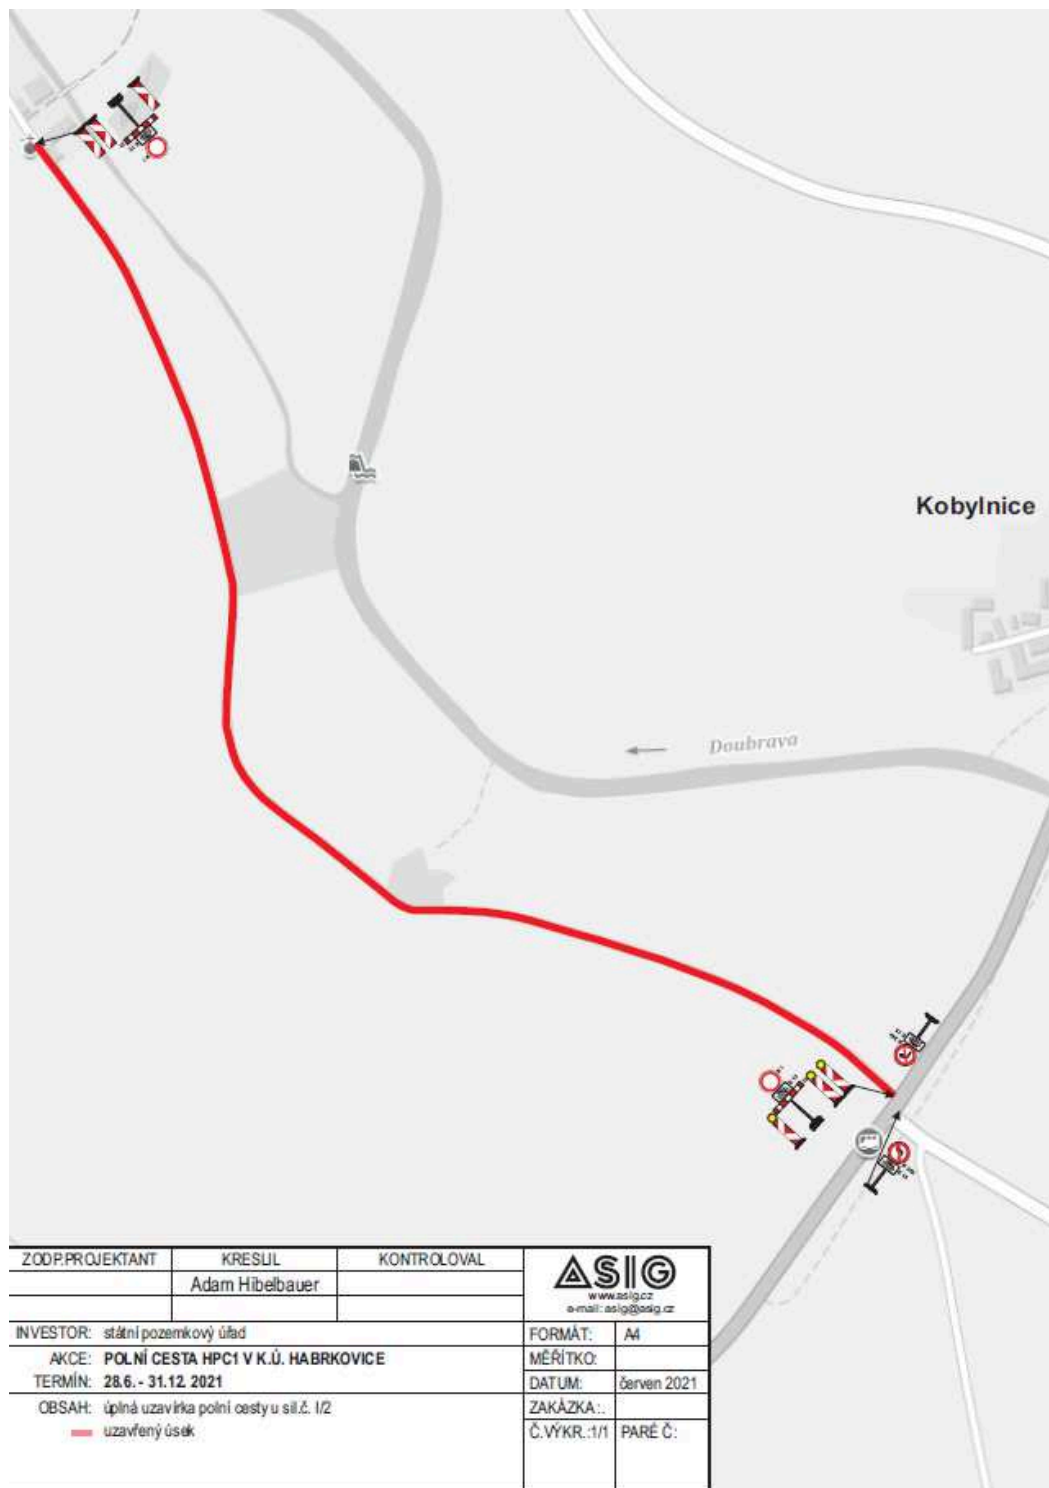 Kobylnice
Doubrava
ZODP.PROJEKTANT KRESLIL KONTROLOVAL
Adam Hibelbauer
ASIG
www.asig.cz
e-mail: asig@asig.cz
INVESTOR: státní pozemkový úřad
FORMÁT: A4
AKCE: POLNÍ CESTA HPC1 V K.Ú. HABRKOVICE
MĚŘÍTKO:
TERMÍN: 28.6. - 31.12. 2021
DATUM: červen 2021
OBSAH: úplná uzavírka polní cesty u sil.č. I/2
ZAKÁZKA :.
uzavřený úsek
Č.VÝKR.:1/1 PARÉ Č: